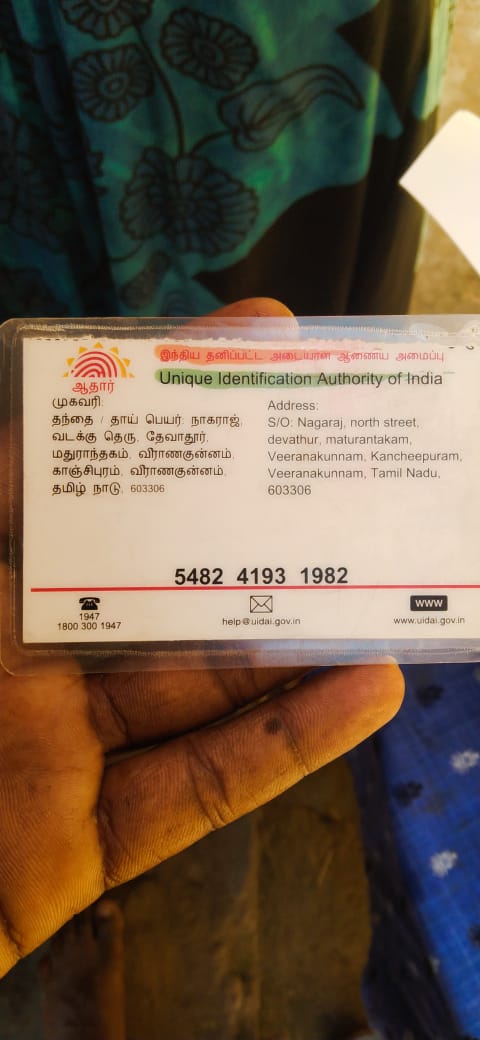 இந்திய தனிப்பட்ட அடையாள ஆணைய அமைப்பு
ஆதார்
Unique Identification Authority of India
முகவரி:
தந்தை / தாய் பெயர்: நாகராஜ்,
வடக்கு தெரு, தேவாதூர்,
மதுராந்தகம், வீராணகுன்னம்,
காஞ்சிபுரம், வீராணகுன்னம்,
தமிழ் நாடு, 603306
Address:
S/O: Nagaraj, north street,
devathur, maturantakam,
Veeranakunnam, Kancheepuram,
Veeranakunnam, Tamil Nadu,
603306
5482 4193 1982
1947
1800 300 1947
help@uidai.gov.in
WWW
www.uidai.gov.in